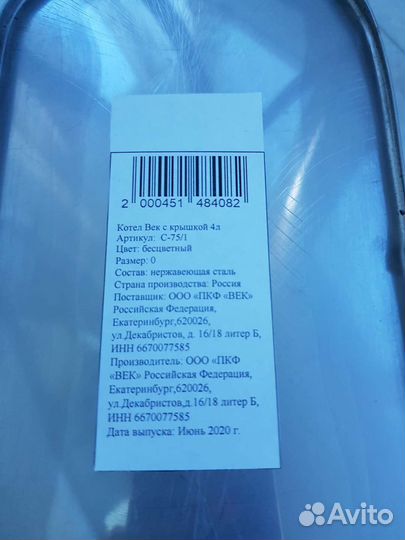 2 000451 484082
Котел Век с крышкой 4л
Артикул: С-75/1
Цвет: бесцветный
Размер: 0
Состав: нержавеющая сталь
Страна производства: Россия
Поставщик: ООО «ПКФ «ВЕК»
Российская Федерация,
Екатеринбург,620026,
ул.Декабристов, д. 16/18 литер Б,
ИНН 6670077585
Производитель: ООО «ПКФ
«ВЕК» Российская Федерация,
Екатеринбург,620026,
ул.Декабристов,д.16/18 литер Б,
ИНН 6670077585
Дата выпуска: Июнь 2020 г.
Avito